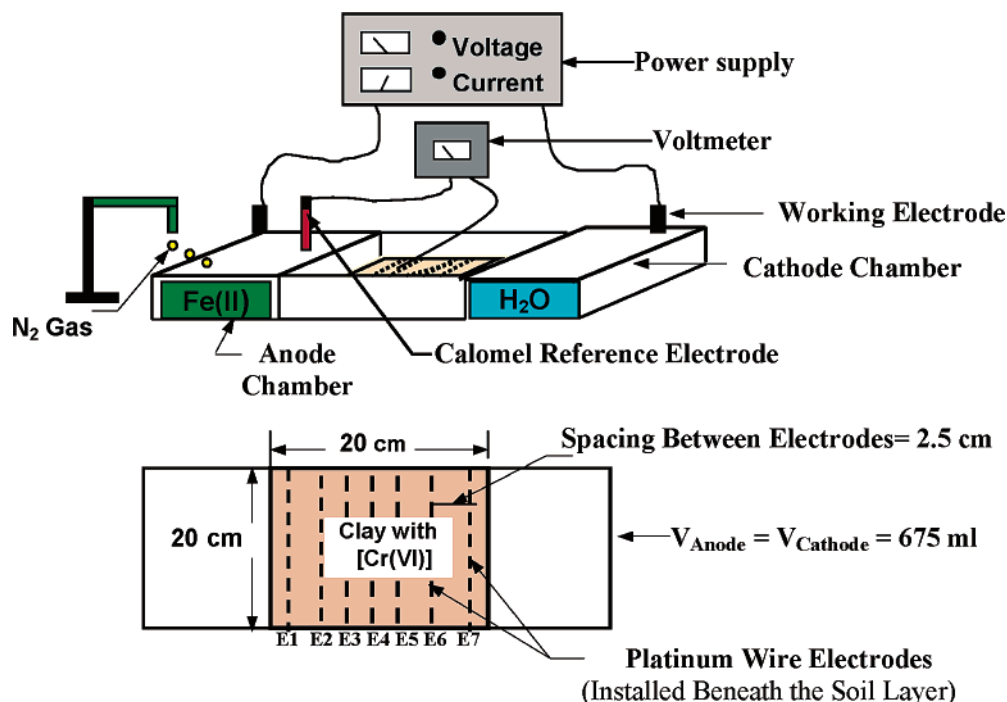 Voltage
Current
Power supply
Voltmeter
Working Electrode
Cathode Chamber
Fe(II)
H₂O
N₂ Gas
Anode
Chamber
Calomel Reference Electrode
20 cm
Spacing Between Electrodes= 2.5 cm
20 cm
Clay with
[Cr(VI)]
V_Anode = V_Cathode = 675 ml
E1 E2 E3 E4 E5 E6 E7
Platinum Wire Electrodes
(Installed Beneath the Soil Layer)